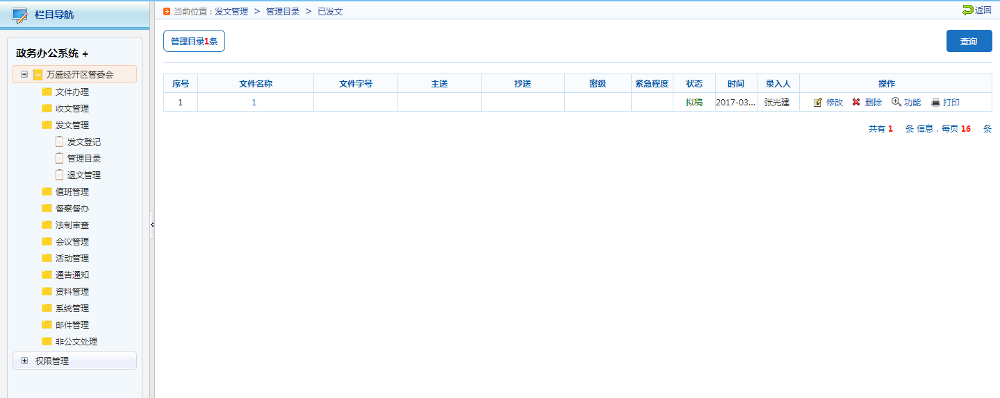 栏目导航
政务办公系统 +
万盛经开区管委会
文件办理
收文管理
发文管理
发文登记
管理目录
退文管理
值班管理
督察督办
法制审查
会议管理
活动管理
通告通知
资料管理
系统管理
邮件管理
非公文处理
权限管理
当前位置：发文管理 > 管理目录 > 已发文 返回
管理目录1条 查询
序号 文件名称 文件字号 主送 抄送 密级 紧急程度 状态 时间 录入人 操作
1 1 拟稿 2017-03... 张光建 修改 删除 功能 打印
共有 1 条 信息，每页 16 条